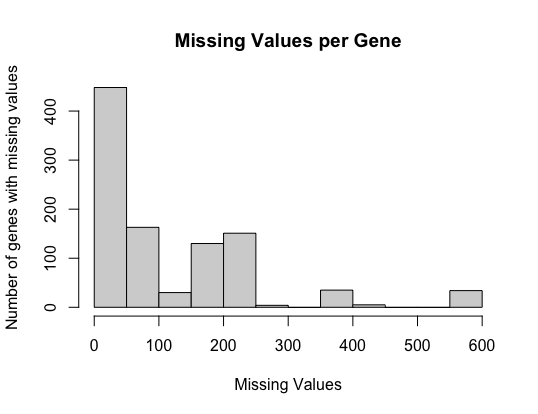 Missing Values per Gene
Number of genes with missing values
400
300
200
100
0
0 100 200 300 400 500 600
Missing Values